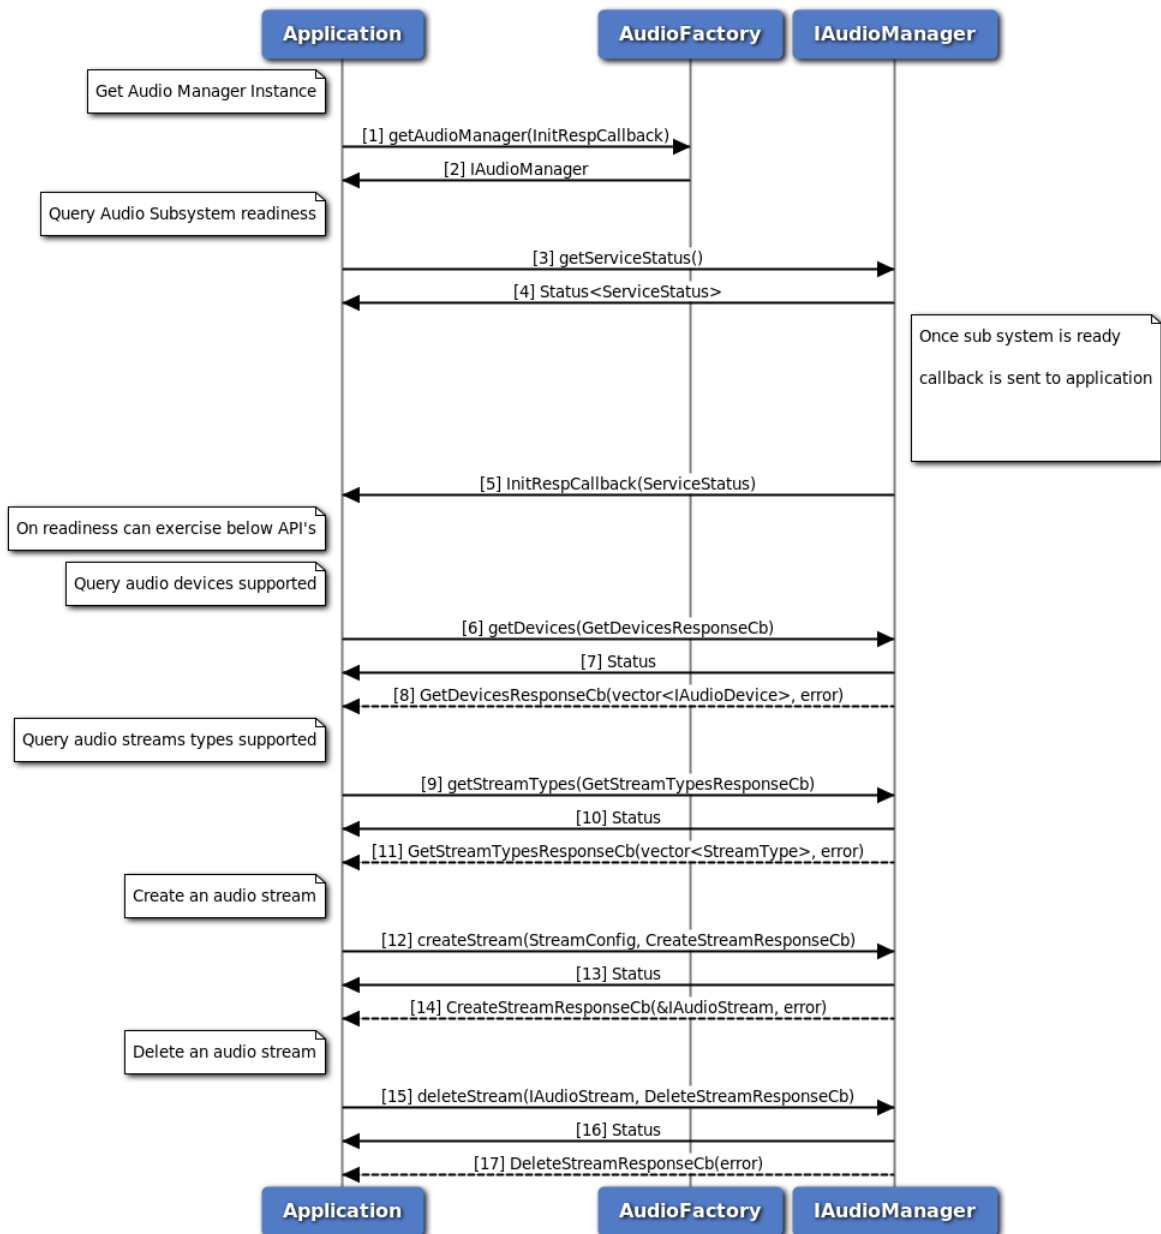 Application
AudioFactory
IAudioManager
Get Audio Manager Instance
[1] getAudioManager(InitRespCallback)
[2] IAudioManager
Query Audio Subsystem readiness
[3] getServiceStatus()
[4] Status<ServiceStatus>
Once sub system is ready
callback is sent to application
[5] InitRespCallback(ServiceStatus)
On readiness can exercise below API's
Query audio devices supported
[6] getDevices(GetDevicesResponseCb)
[7] Status
[8] GetDevicesResponseCb(vector<IAudioDevice>, error)
Query audio streams types supported
[9] getStreamTypes(GetStreamTypesResponseCb)
[10] Status
[11] GetStreamTypesResponseCb(vector<StreamType>, error)
Create an audio stream
[12] createStream(StreamConfig, CreateStreamResponseCb)
[13] Status
[14] CreateStreamResponseCb(&IAudioStream, error)
Delete an audio stream
[15] deleteStream(IAudioStream, DeleteStreamResponseCb)
[16] Status
[17] DeleteStreamResponseCb(error)
Application
AudioFactory
IAudioManager